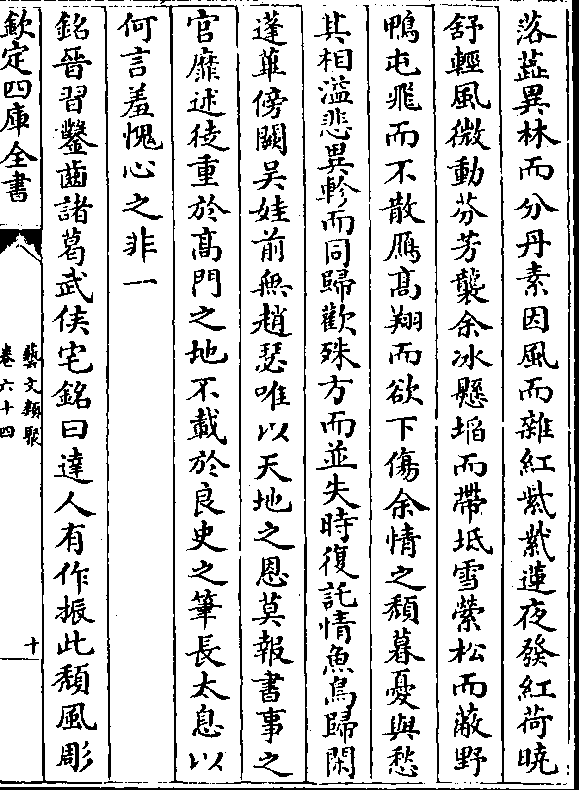 落蘂異林而分丹素因風而雜紅紫紫蓮夜發紅荷曉
舒輕風微動芬芳襲余冰懸埳而帶坻雪縈松而蔽野
鴨屯飛而不散雁髙翔而欲下傷余情之頽暮憂與愁
其相溢悲異軫而同歸歡殊方而並失時復託情魚鳥歸閑
蓬蓽傍闕吴娃前無趙瑟唯以天地之恩莫報書事之
官靡述徒重於髙門之地不載於良史之筆長太息以
何言羞愧心之非一
銘晉習鑿齒諸葛武侯宅銘曰達人有作振此頽風彫
欽定四庫全書
藝文類聚
卷六十四
十